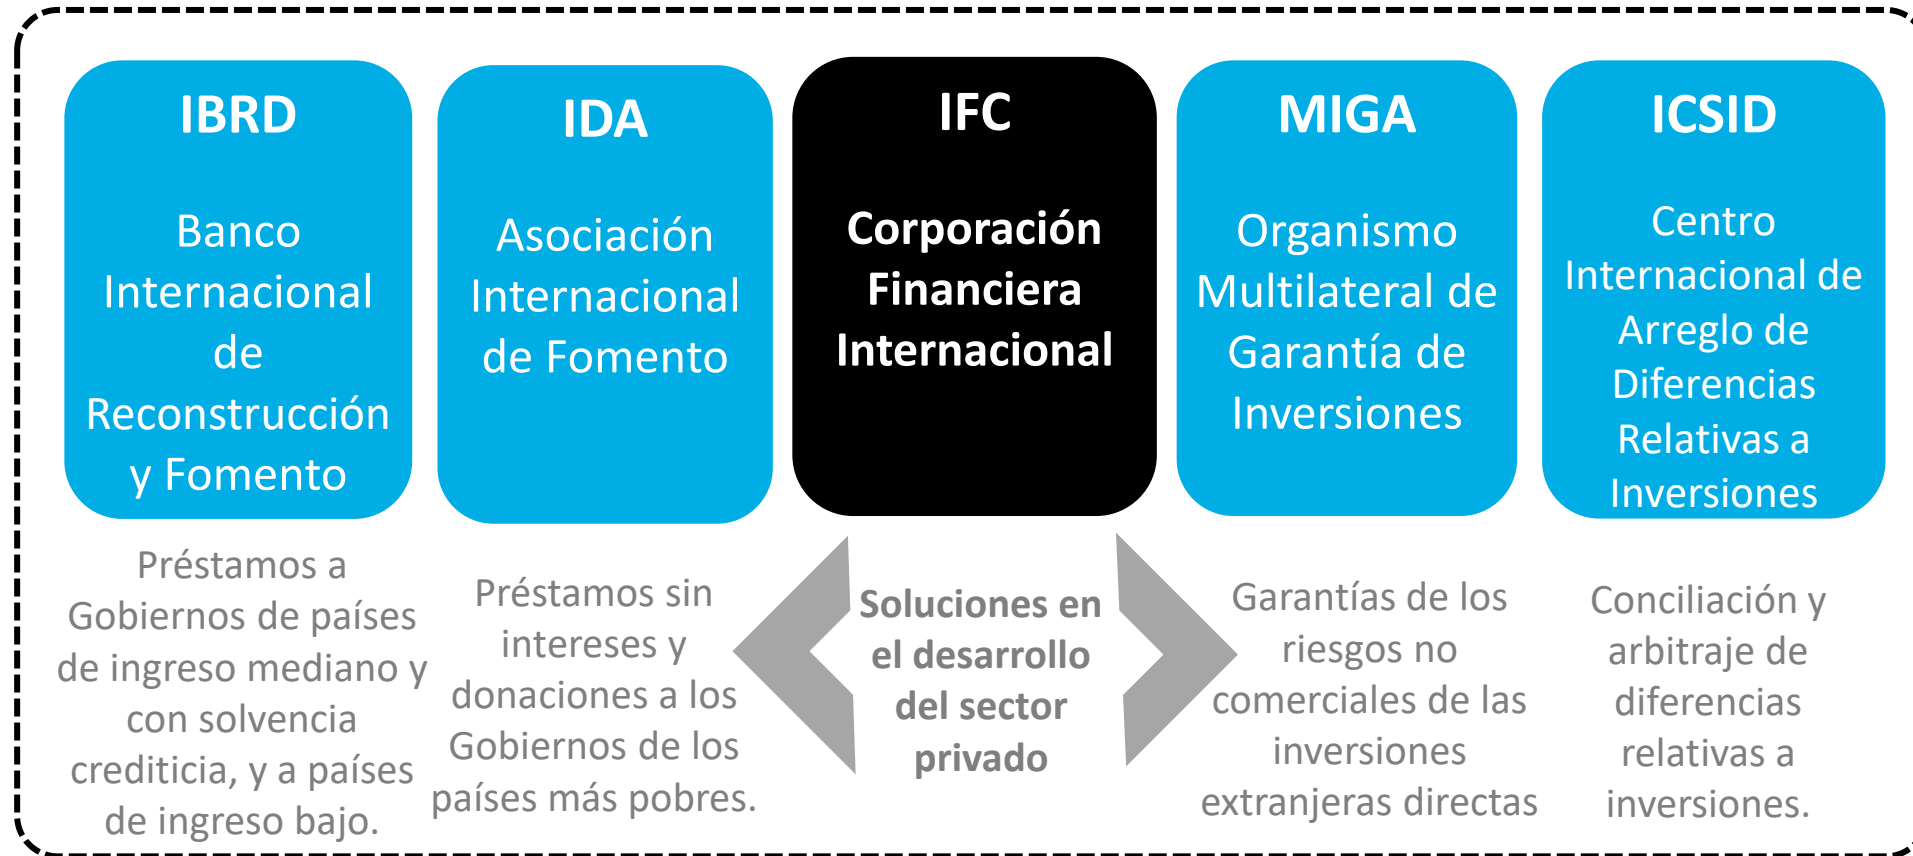 IBRD
Banco
Internacional
de
Reconstrucción
y Fomento
Préstamos a
Gobiernos de países
de ingreso mediano y
con solvencia
crediticia, y a países
de ingreso bajo.
IDA
Asociación
Internacional
de Fomento
Préstamos sin
intereses y
donaciones a los
Gobiernos de los
países más pobres.
IFC
Corporación
Financiera
Internacional
Soluciones en
el desarrollo
del sector
privado
MIGA
Organismo
Multilateral de
Garantía de
Inversiones
Garantías de los
riesgos no
comerciales de las
inversiones
extranjeras directas
ICSID
Centro
Internacional de
Arreglo de
Diferencias
Relativas a
Inversiones
Conciliación y
arbitraje de
diferencias
relativas a
inversiones.